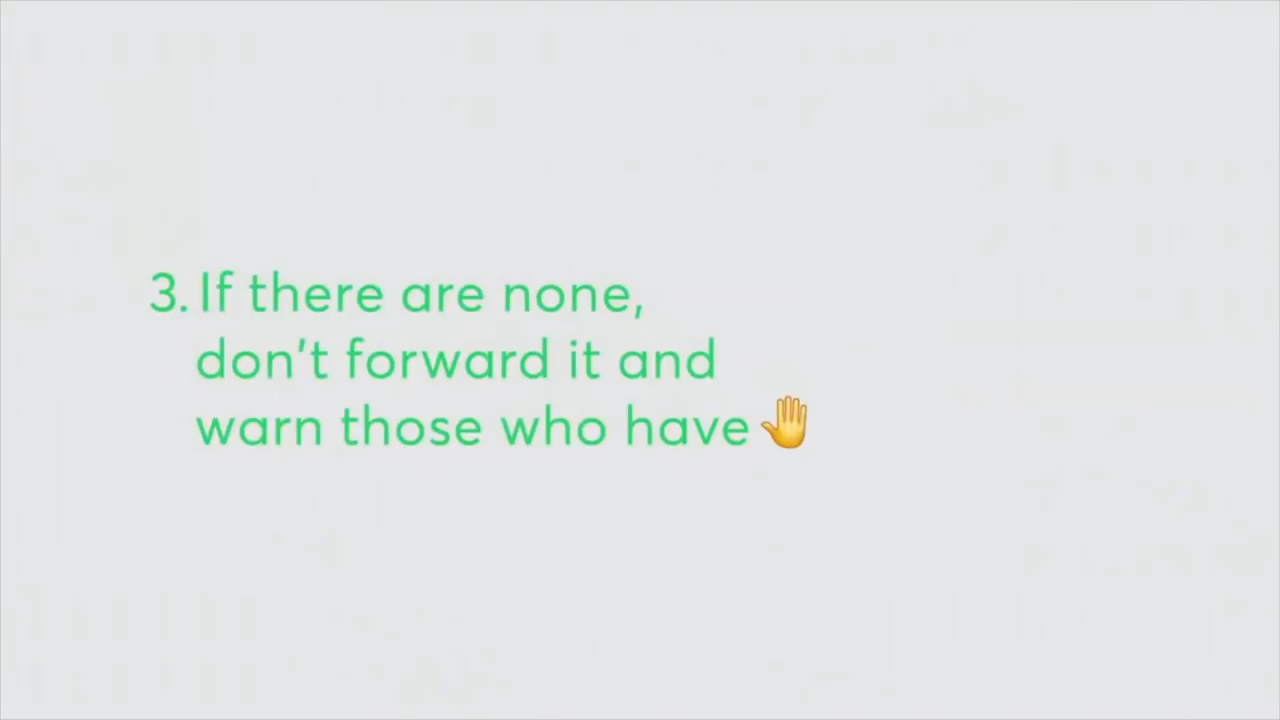 3. If there are none,
don't forward it and
warn those who have 🤚